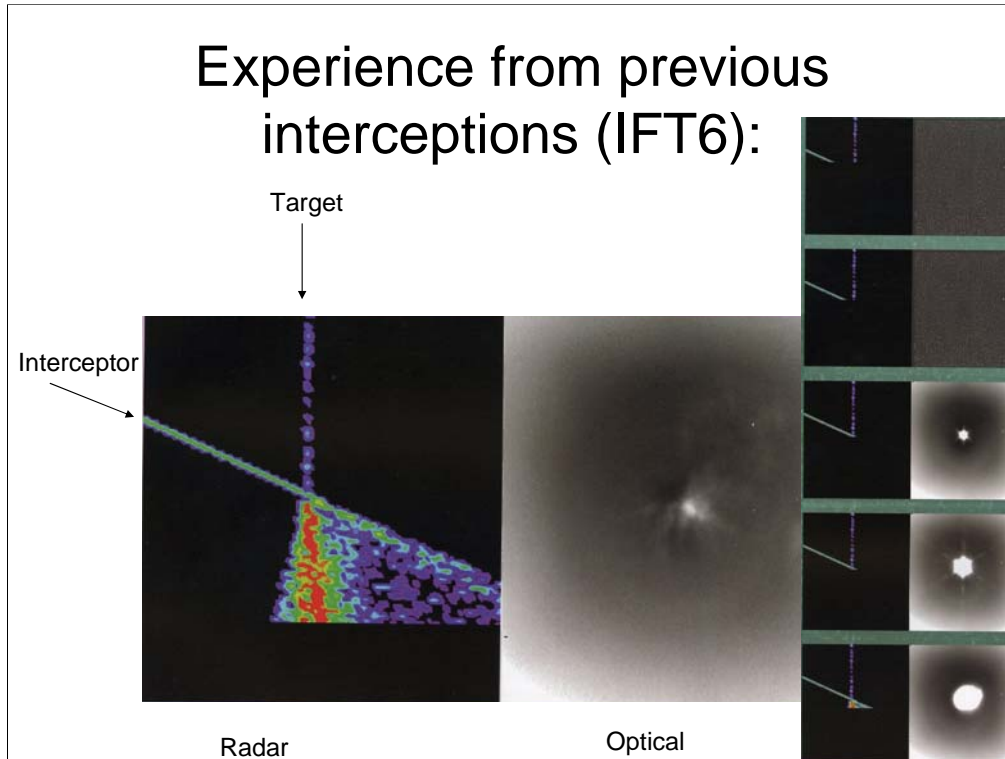 Experience from previous
interceptions (IFT6):
Target
Interceptor
Radar
Optical